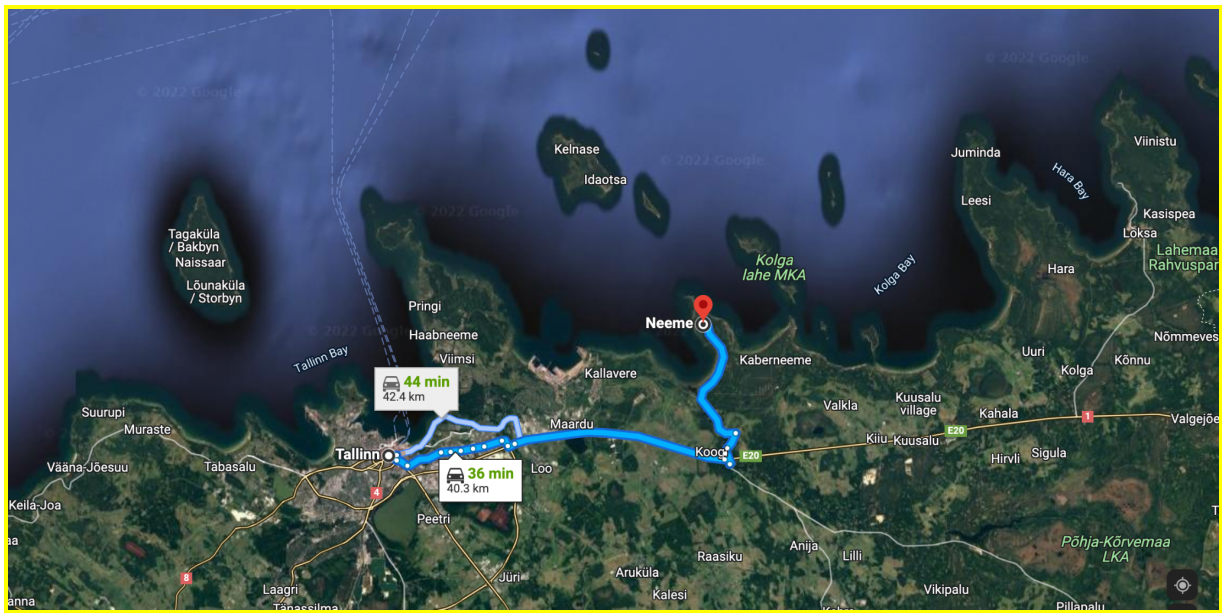 © 2022 Google
© 2022 Google
Kelnase
Idaotsa
© 2022 Google
Juminda
Viinistu
Hara Bay
Leesi
Kasispea
Loksa
© 2022 Google
Tagaküla
/ Bakbyn
Naissaar
Lõunaküla
/ Storbyn
Kolga
lahe MKA
Kolga Bay
Lahemaa
Rahvuspar
Hara
Pringi
Haabneeme
Viimsi
© 2022 Google
Tallinn Bay
Neeme
Kaberneeme
Kallavere
Uuri
Nõmmeves
Kõnnu
Kolga
44 min
42.4 km
Suurupi
Muraste
Maardu
Valkla
Kuusalu
village
Kahala
1
Valgejõe
E20
Kiiu
Kuusalu
Tallinn
Koog
E20
Vääna-Jõesuu
Tabasalu
Loo
36 min
40.3 km
Hirvli
Sigula
4
Keila-Joa
Peetri
aa
Põhja-Kõrvemaa
LKA
Anija
Lilli
Raasiku
8
Jüri
Aruküla
Kalesi
Laagri
Vikipalu
anna
Tänassilma
Pillapalu